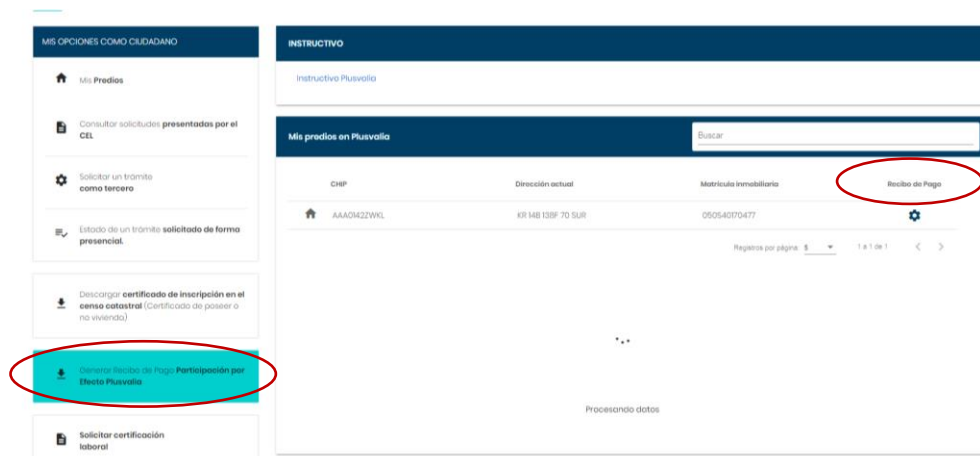 MIS OPCIONES COMO CIUDADANO
Mis Predios
Consultar solicitudes presentadas por el
CEL
Solicitar un trámite
como tercero
Estado de un trámite solicitado de forma
presencial.
Descargar certificado de inscripción en el
censo catastral (Certificado de poseer o
no vivienda)
Generar Recibo de Pago Participación por
Efecto Plusvalía
Solicitar certificación
laboral
INSTRUCTIVO
Instructivo Plusvalía
Mis predios en Plusvalía
Buscar
CHIP Dirección actual Matrícula inmobiliaria Recibo de Pago
AAA0142ZWKL KR 14B 138F 70 SUR 050S40170477
Registros por página 5 1 a 1 de 1
Procesando datos